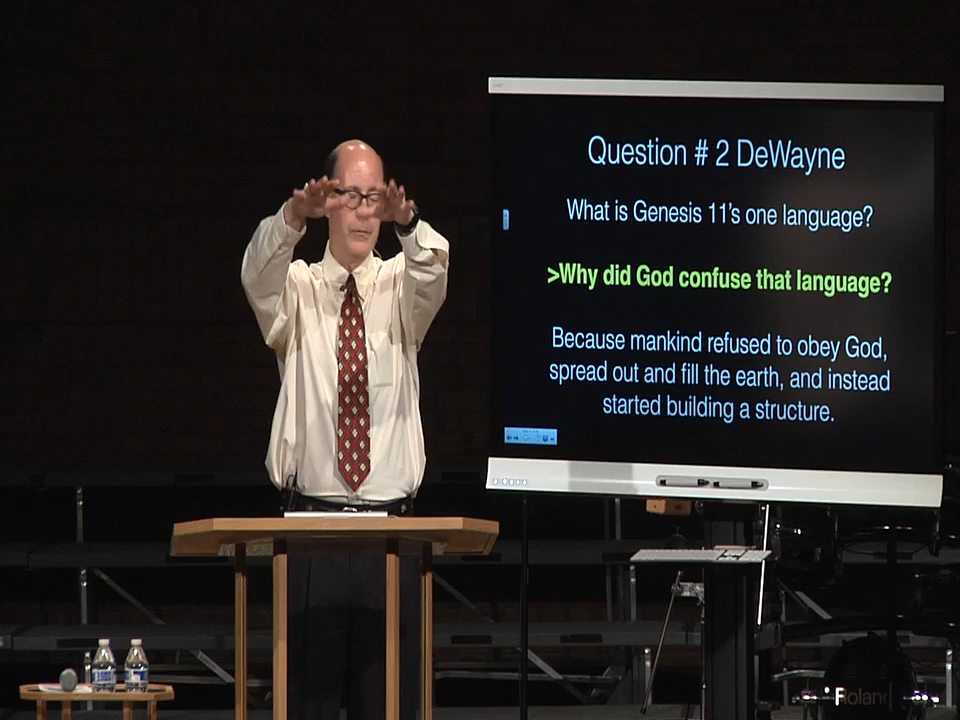 Question # 2 DeWayne
What is Genesis 11's one language?
>Why did God confuse that language?
Because mankind refused to obey God,
spread out and fill the earth, and instead
started building a structure.
Roland